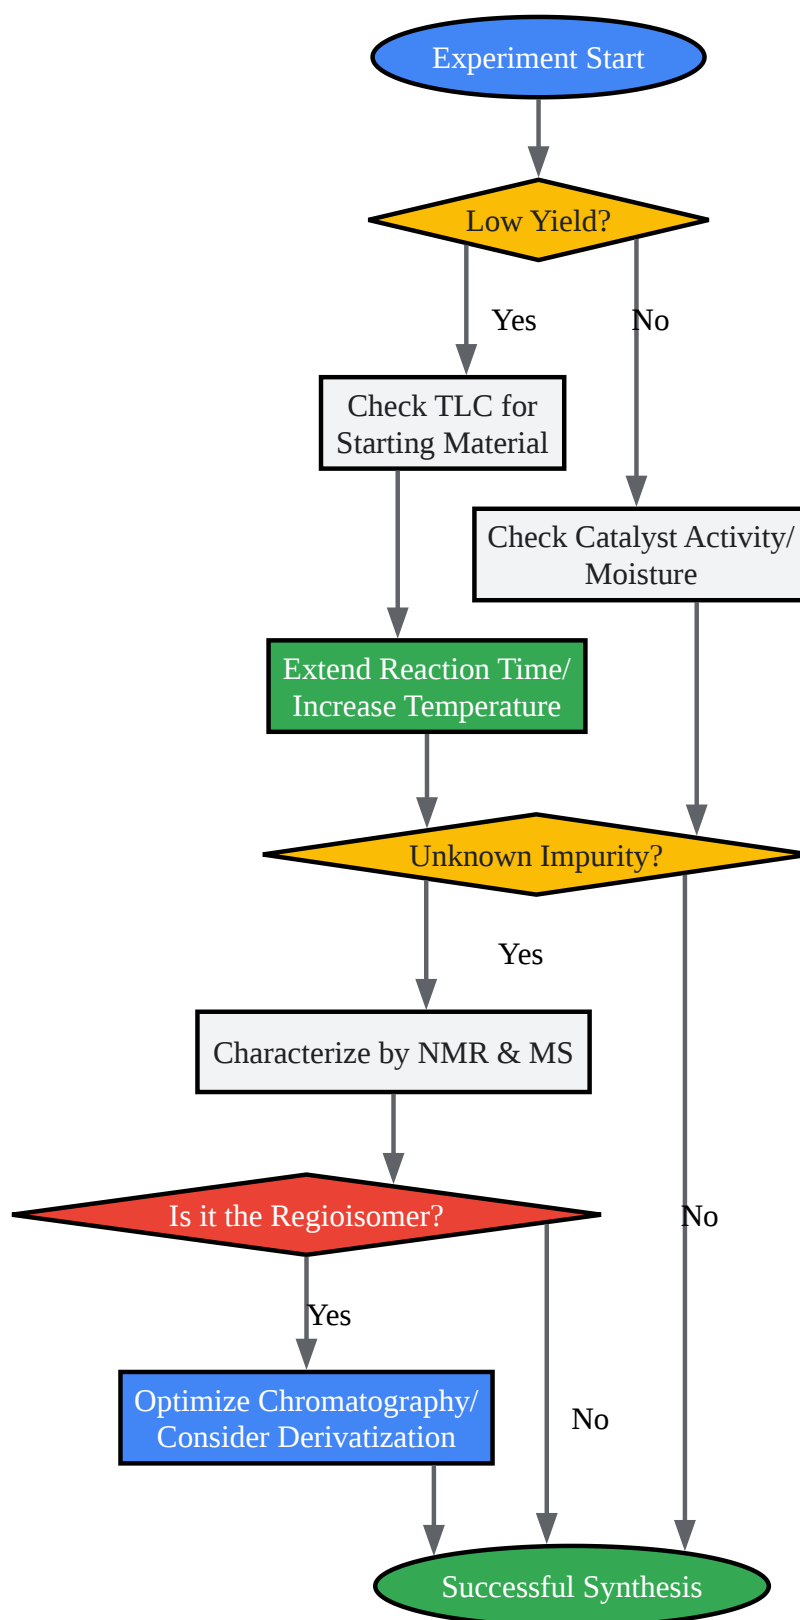 Experiment Start
Low Yield?
Yes
No
Check TLC for
Starting Material
Check Catalyst Activity/
Moisture
Extend Reaction Time/
Increase Temperature
Unknown Impurity?
Yes
Characterize by NMR & MS
Is it the Regioisomer?
No
Yes
Optimize Chromatography/
Consider Derivatization
No
Successful Synthesis